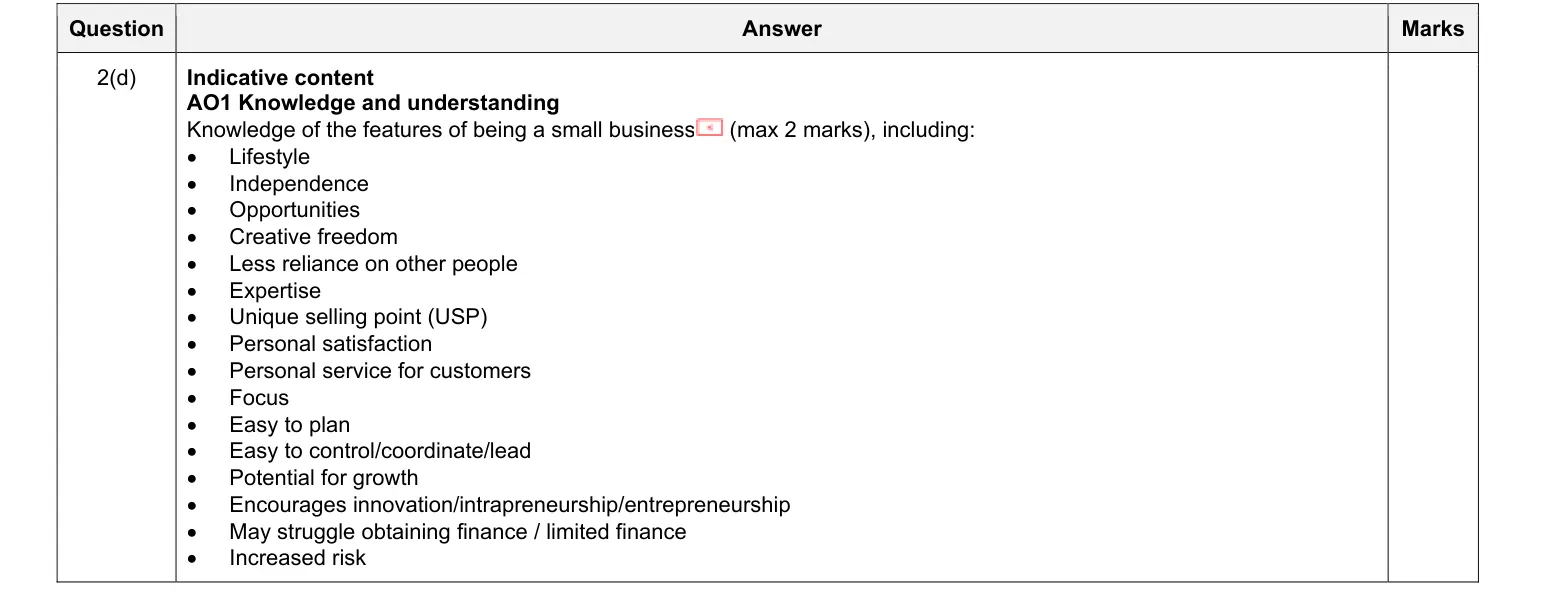 Question Answer Marks
2(d) Indicative content
AO1 Knowledge and understanding
Knowledge of the features of being a small business (max 2 marks), including:
• Lifestyle
• Independence
• Opportunities
• Creative freedom
• Less reliance on other people
• Expertise
• Unique selling point (USP)
• Personal satisfaction
• Personal service for customers
• Focus
• Easy to plan
• Easy to control/coordinate/lead
• Potential for growth
• Encourages innovation/intrapreneurship/entrepreneurship
• May struggle obtaining finance / limited finance
• Increased risk